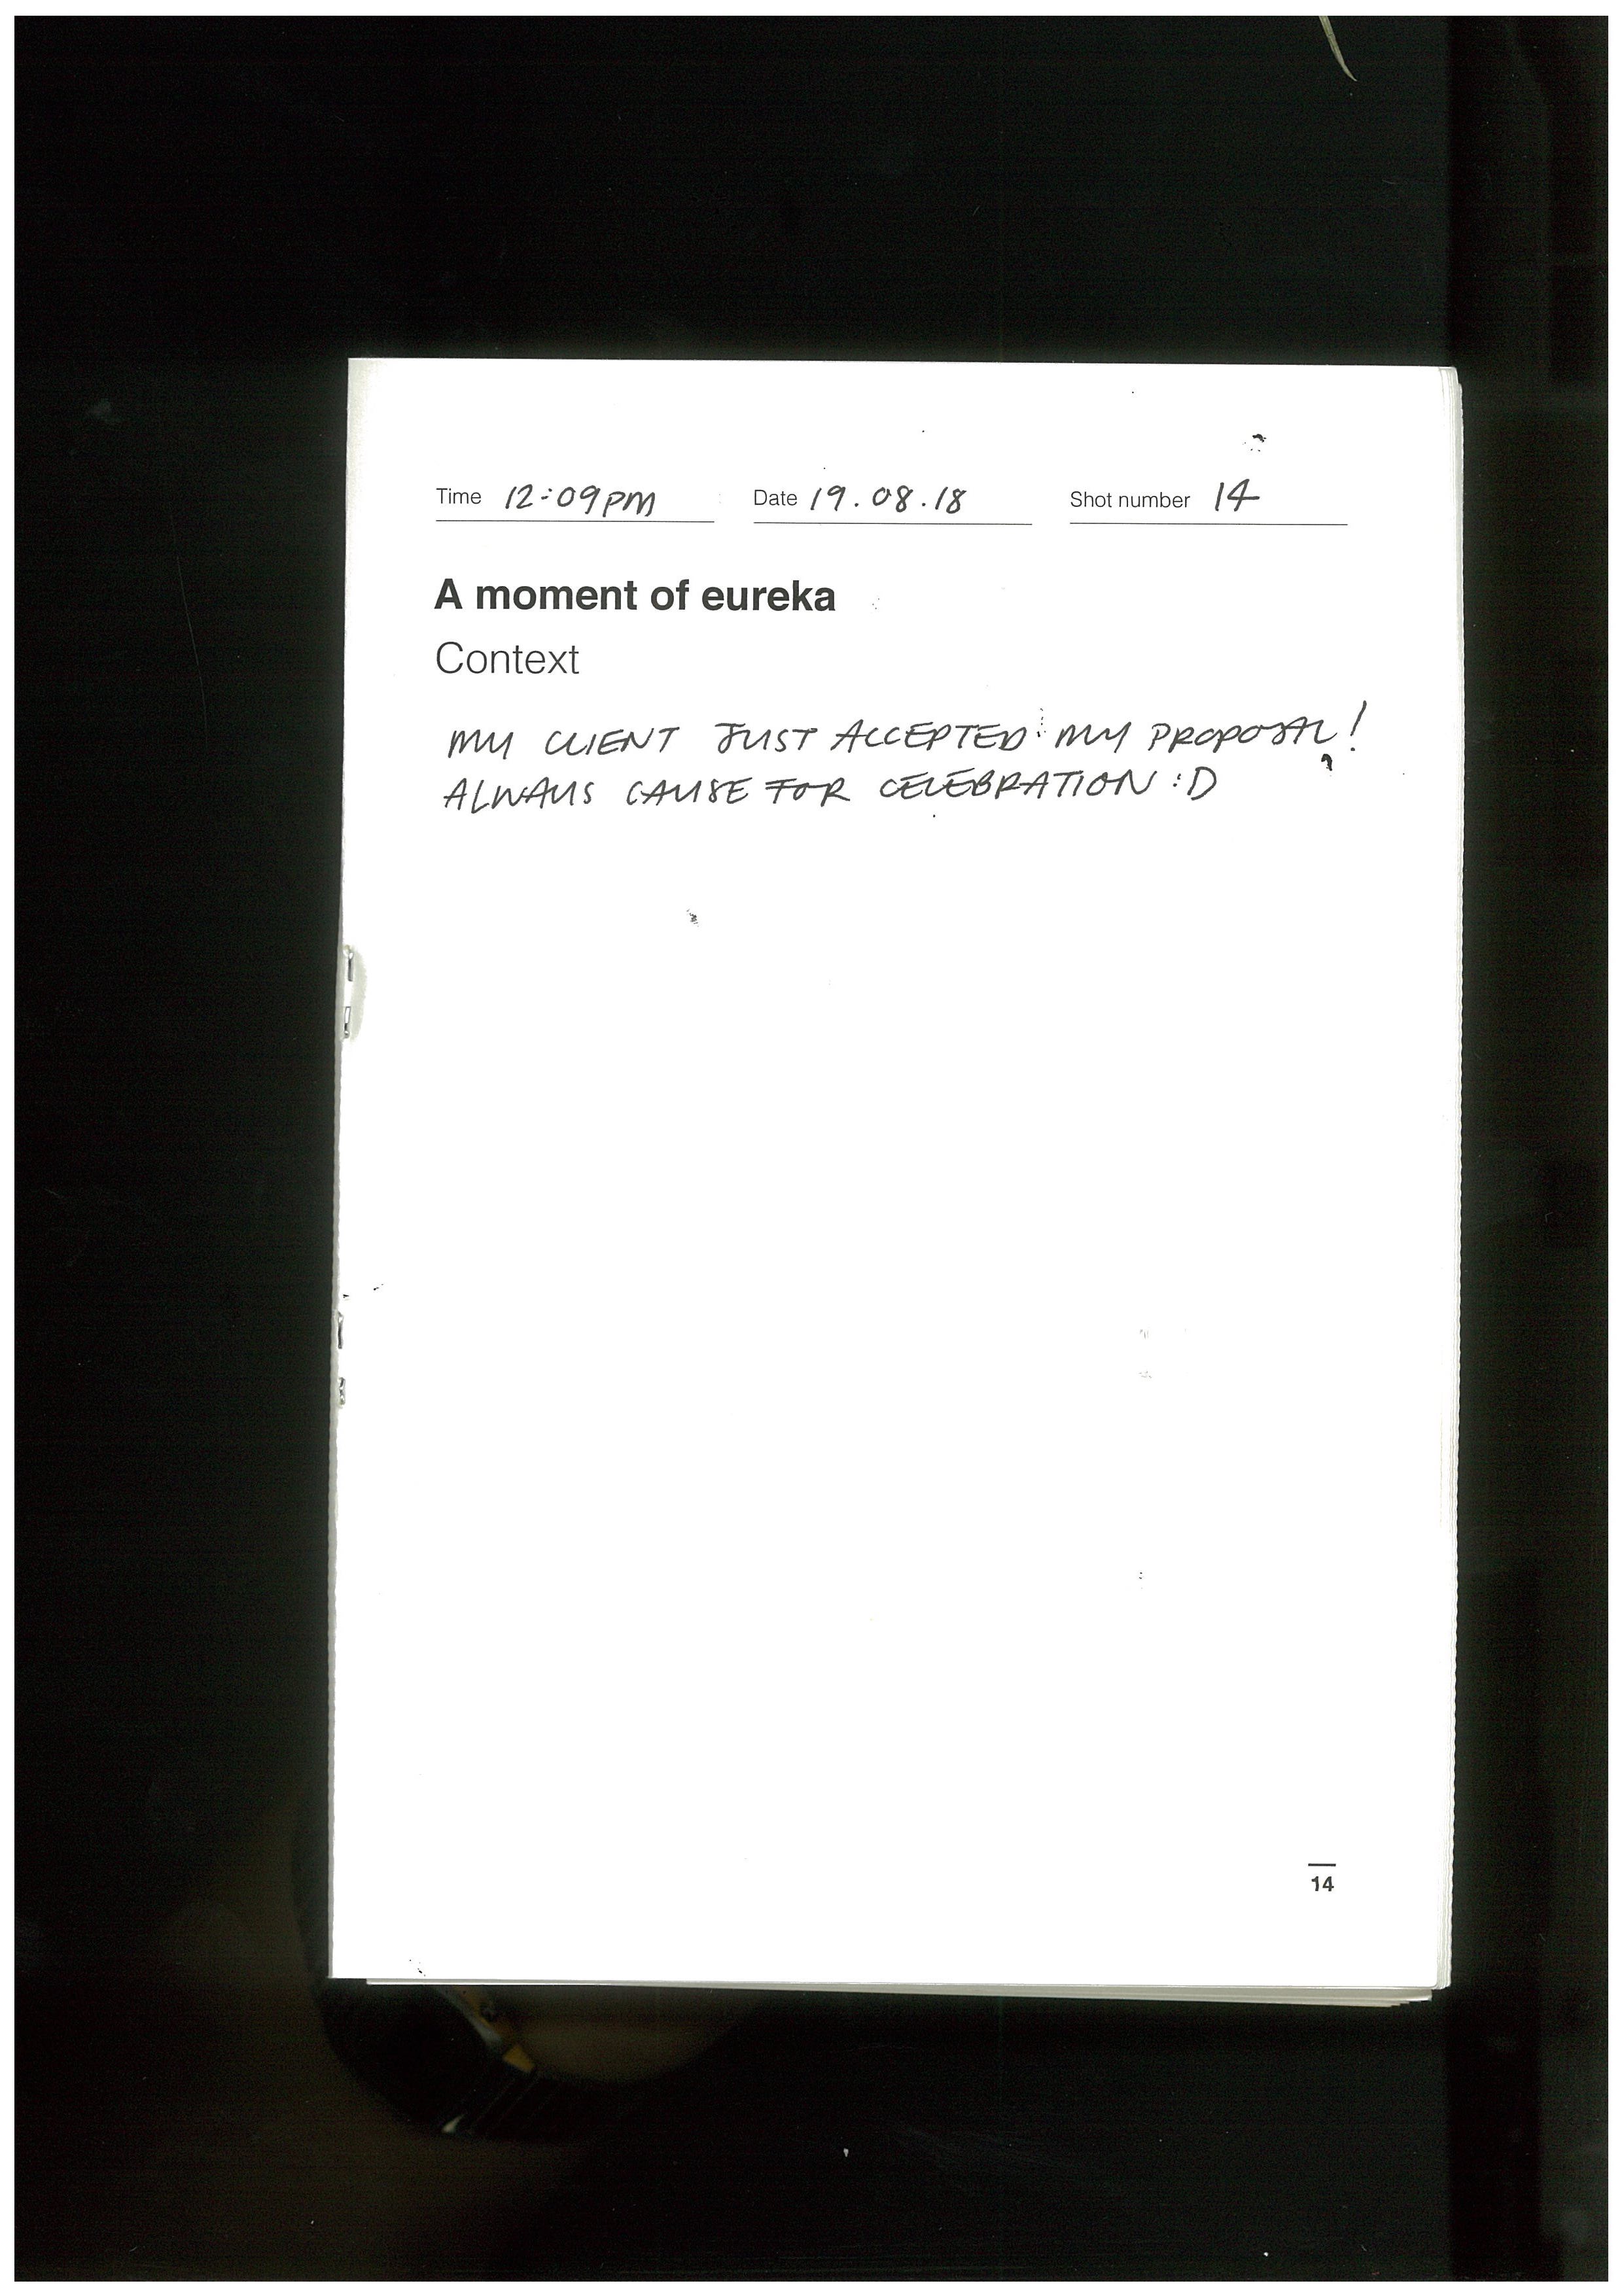 Time 12:09PM Date 19.08.18 Shot number 14
A moment of eureka
Context
MY CLIENT JUST ACCEPTED MY PROPOSAL!
ALWAYS CAUSE FOR CELEBRATION :D
14